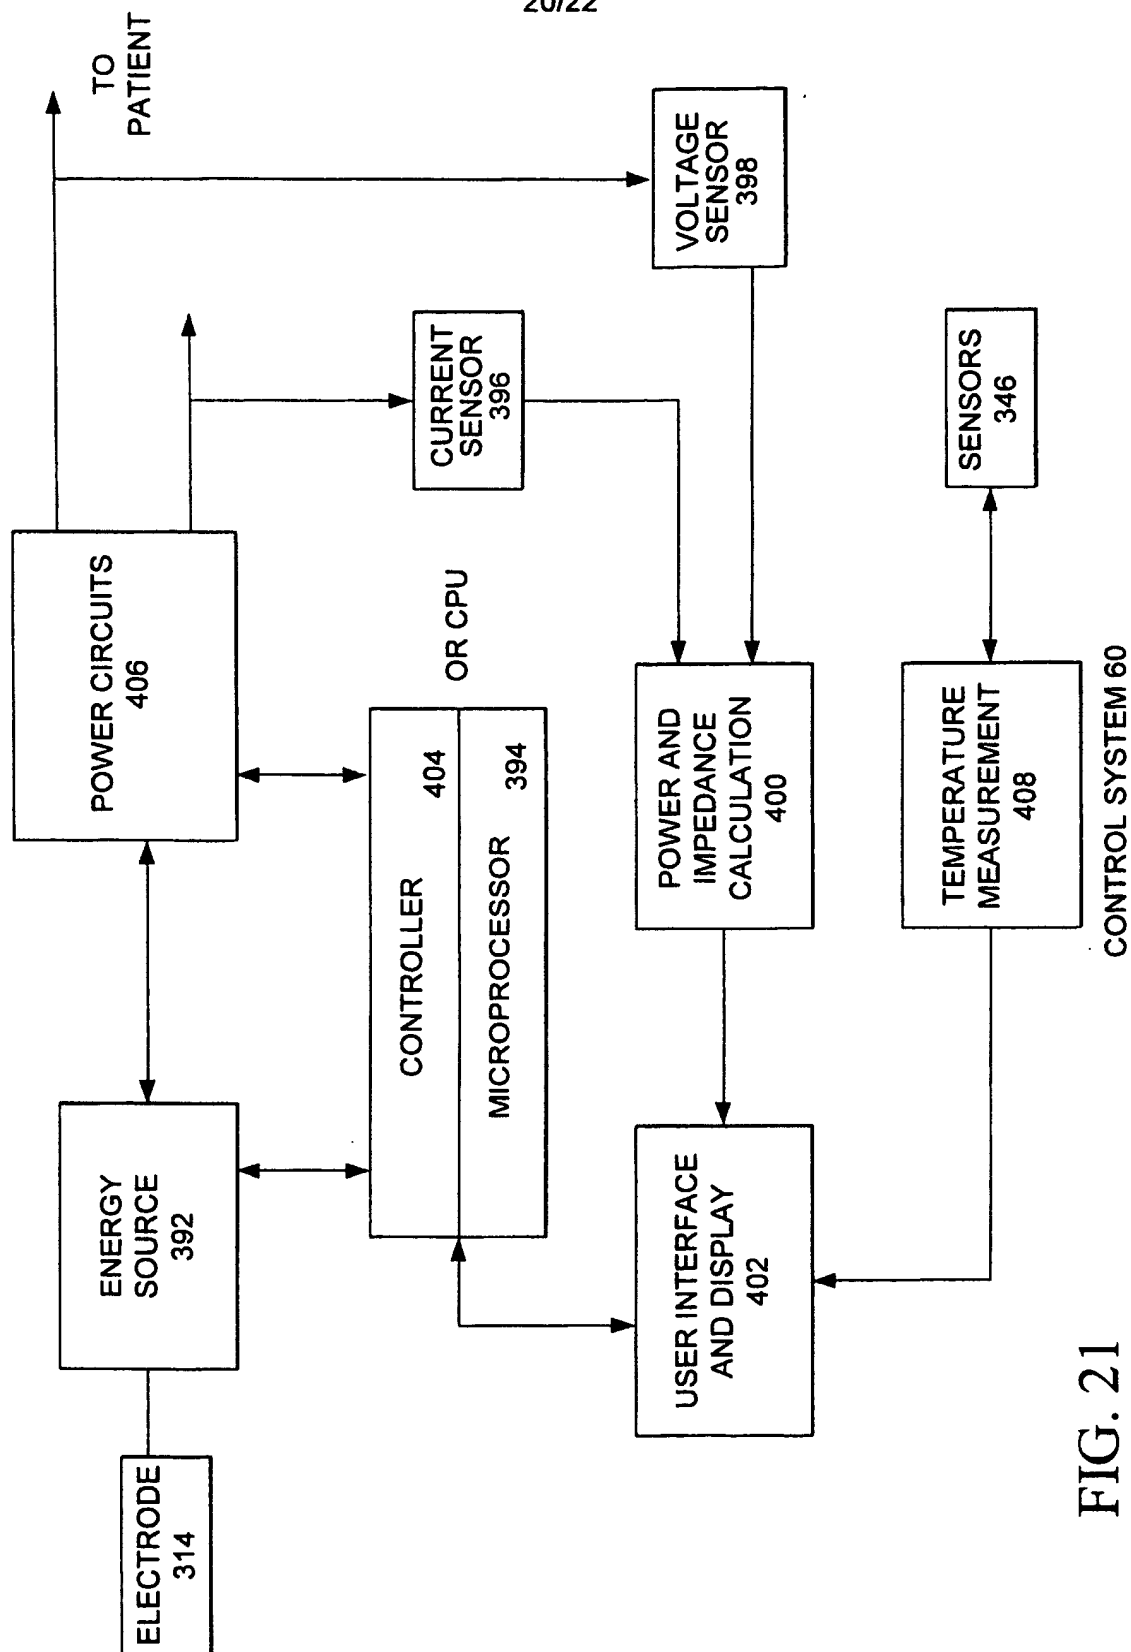 20/22
ELECTRODE
314
ENERGY
SOURCE
392
POWER CIRCUITS
406
TO
PATIENT
CONTROLLER
404
MICROPROCESSOR
394
OR CPU
CURRENT
SENSOR
396
VOLTAGE
SENSOR
398
USER INTERFACE
AND DISPLAY
402
POWER AND
IMPEDANCE
CALCULATION
400
TEMPERATURE
MEASUREMENT
408
SENSORS
346
CONTROL SYSTEM 60
FIG. 21